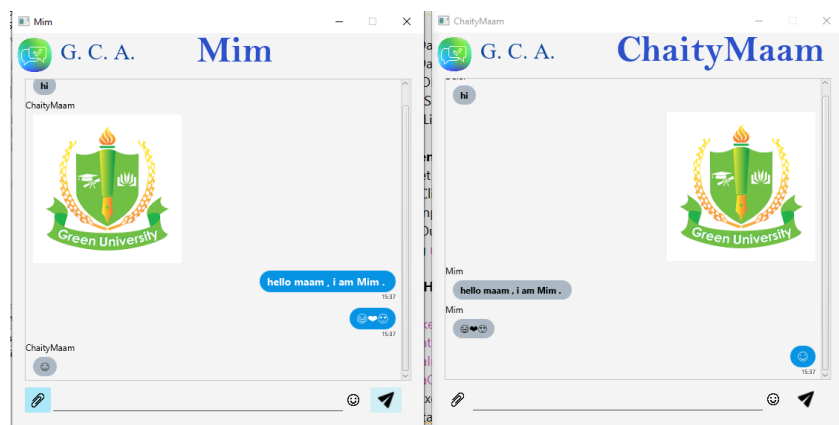 Mim
G. C. A. Mim
hi
ChaityMaam
Green University
hello maam , i am Mim .
15:37
😊❤️🙂
15:37
ChaityMaam
😊
ChaityMaam
G. C. A. ChaityMaam
hi
Green University
Mim
hello maam , i am Mim .
Mim
😊❤️🙂
😊
15:37